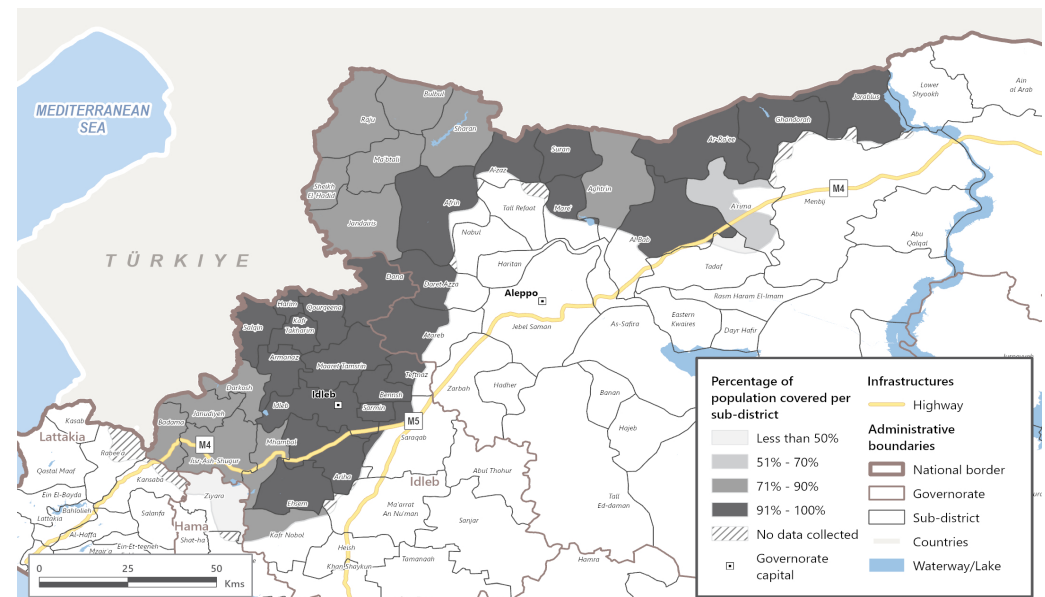 MEDITERRANEAN
SEA
TÜRKIYE
Bulbul
Raju
Sharan
Ma'btali
Sheikh
El-Hadid
Jandairis
A'zaz
Suran
Afrin
Tall Refaat
Mare'
Aghtrin
Nabul
Ar-Ra'ee
Ghandorah
Jarablus
Lower
Shyookh
Ain
al Arab
A'rima
Menbij
M4
Al Bab
Abu
Qalqal
Tadaf
Haritan
Rasm Haram El-Imam
Aleppo
Eastern
Kwaires
Dayr Hafir
Jebel Saman
As-Safira
Dana
Daret Azza
Harim
Qourqeena
Kafr
Takharim
Salqin
Atareb
Armanaz
Maaret Tamsrin
Teftnaz
Zarbah
Hadher
Banan
Hajeb
Darkosh
Idleb
Idleb
Bennsh
Sarmin
M5
Saraqab
Janudiyeh
Badama
M4
Jisr-Ash-Shugur
Mhambal
Ariha
Abul Thohur
Idleb
Ehsem
Ma'arrat
An Nu'man
Sanjar
Tall
Ed-daman
Kasab
Lattakia
Rabee'a
Qastal Maaf
Kansaba
Ein El-Bayda
Bahlolieh
Lattakia
Salanfa
Al-Haffa
Ein-Et-teeneh
Ziyara
Hama
Shat-ha
Kafr Nobol
Heish
Khan Shaykun
Tamanaah
Hamra
0 25 50
Kms
Percentage of
population covered per
sub-district
Less than 50%
51% - 70%
71% - 90%
91% - 100%
No data collected
Governorate
capital
Infrastructures
Highway
Administrative
boundaries
National border
Governorate
Sub-district
Countries
Waterway/Lake